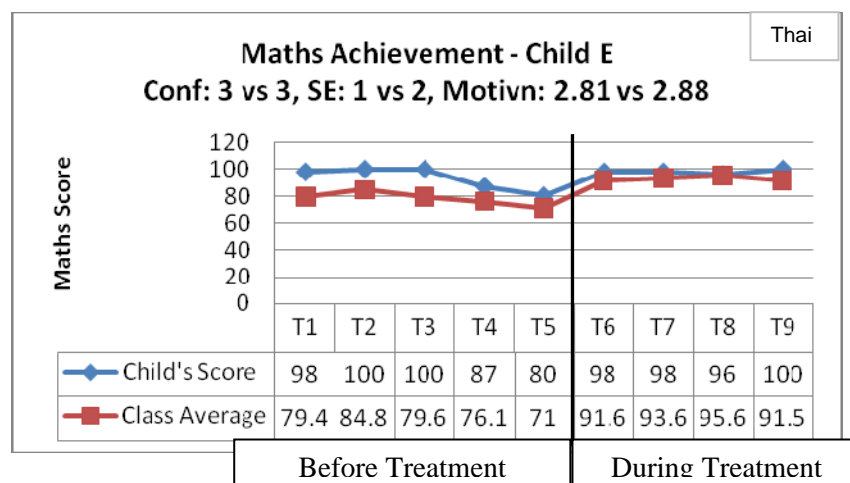 Thai
Maths Achievement - Child E
Conf: 3 vs 3, SE: 1 vs 2, Motivn: 2.81 vs 2.88
Maths Score
120
100
80
60
40
20
0
T1 T2 T3 T4 T5 T6 T7 T8 T9
Child's Score 98 100 100 87 80 98 98 96 100
Class Average 79.4 84.8 79.6 76.1 71 91.6 93.6 95.6 91.5
Before Treatment During Treatment